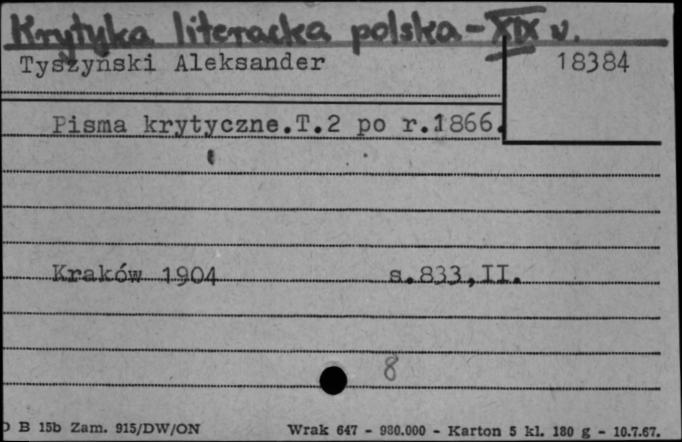 Krytyka literacka polska - XIX w.
Tyszyński Aleksander
18384
Pisma krytyczne.T.2 po r.1866.
Kraków 1904 s.833,II.
8
B 15b Zam. 915/DW/ON Wrak 647 - 980.000 - Karton 5 kl. 180 g - 10.7.67.